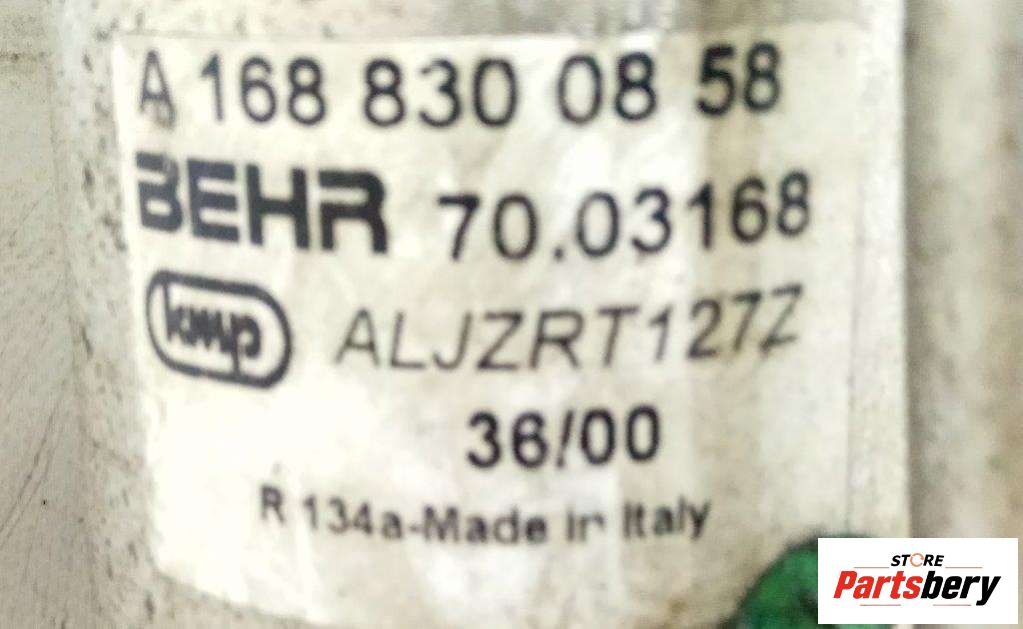 A 168 830 08 58
BEHR 70.03168
kmp ALJZRT127Z
36/00
R 134a-Made in Italy
STORE
Partsbery